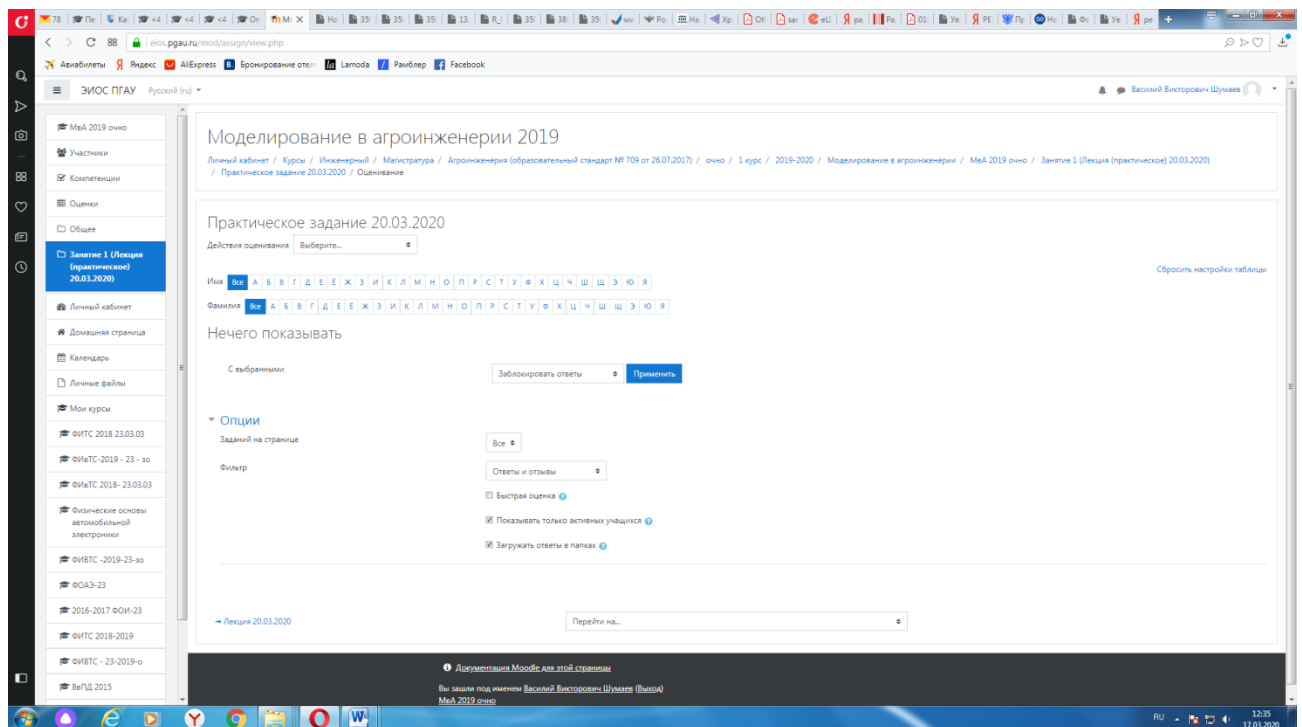 eios.pgau.ru/mod/assign/view.php
Авиабилеты Яндекс AliExpress Бронирование отел Lamoda Рамблер Facebook
ЭИОС ПГАУ Русский (ru)
Василий Викторович Шумаев
МвА 2019 очно
Участники
Компетенции
Оценки
Общее
Занятие 1 (Лекция
(практическое)
20.03.2020)
Личный кабинет
Домашняя страница
Календарь
Личные файлы
Мои курсы
ФИТС 2018 23.03.03
ФИвТС-2019 - 23 - зо
ФИвТС 2018- 23.03.03
Физические основы
автомобильной
электроники
ФИВТС -2019-23-зо
ФОАЭ-23
2016-2017 ФОИ-23
ФИТС 2018-2019
ФИВТС - 23-2019-о
ВвПД 2015
Моделирование в агроинженерии 2019
Личный кабинет / Курсы / Инженерный / Магистратура / Агроинженерия (образовательный стандарт № 709 от 26.07.2017) / очно / 1 курс / 2019-2020 / Моделирование в агроинженерии / МвА 2019 очно / Занятие 1 (Лекция (практическое) 20.03.2020)
/ Практическое задание 20.03.2020 / Оценивание
Практическое задание 20.03.2020
Действия оценивания Выберите...
Сбросить настройки таблицы
Имя Все А Б В Г Д Е Ё Ж З И К Л М Н О П Р С Т У Ф Х Ц Ч Ш Щ Э Ю Я
Фамилия Все А Б В Г Д Е Ё Ж З И К Л М Н О П Р С Т У Ф Х Ц Ч Ш Щ Э Ю Я
Нечего показывать
С выбранными Заблокировать ответы Применить
Опции
Заданий на странице Все
Фильтр Ответы и отзывы
Быстрая оценка
Показывать только активных учащихся
Загружать ответы в папках
→ Лекция 20.03.2020 Перейти на...
Документация Moodle для этой страницы
Вы зашли под именем Василий Викторович Шумаев (Выход)
МвА 2019 очно
RU 12:35
17.03.2020